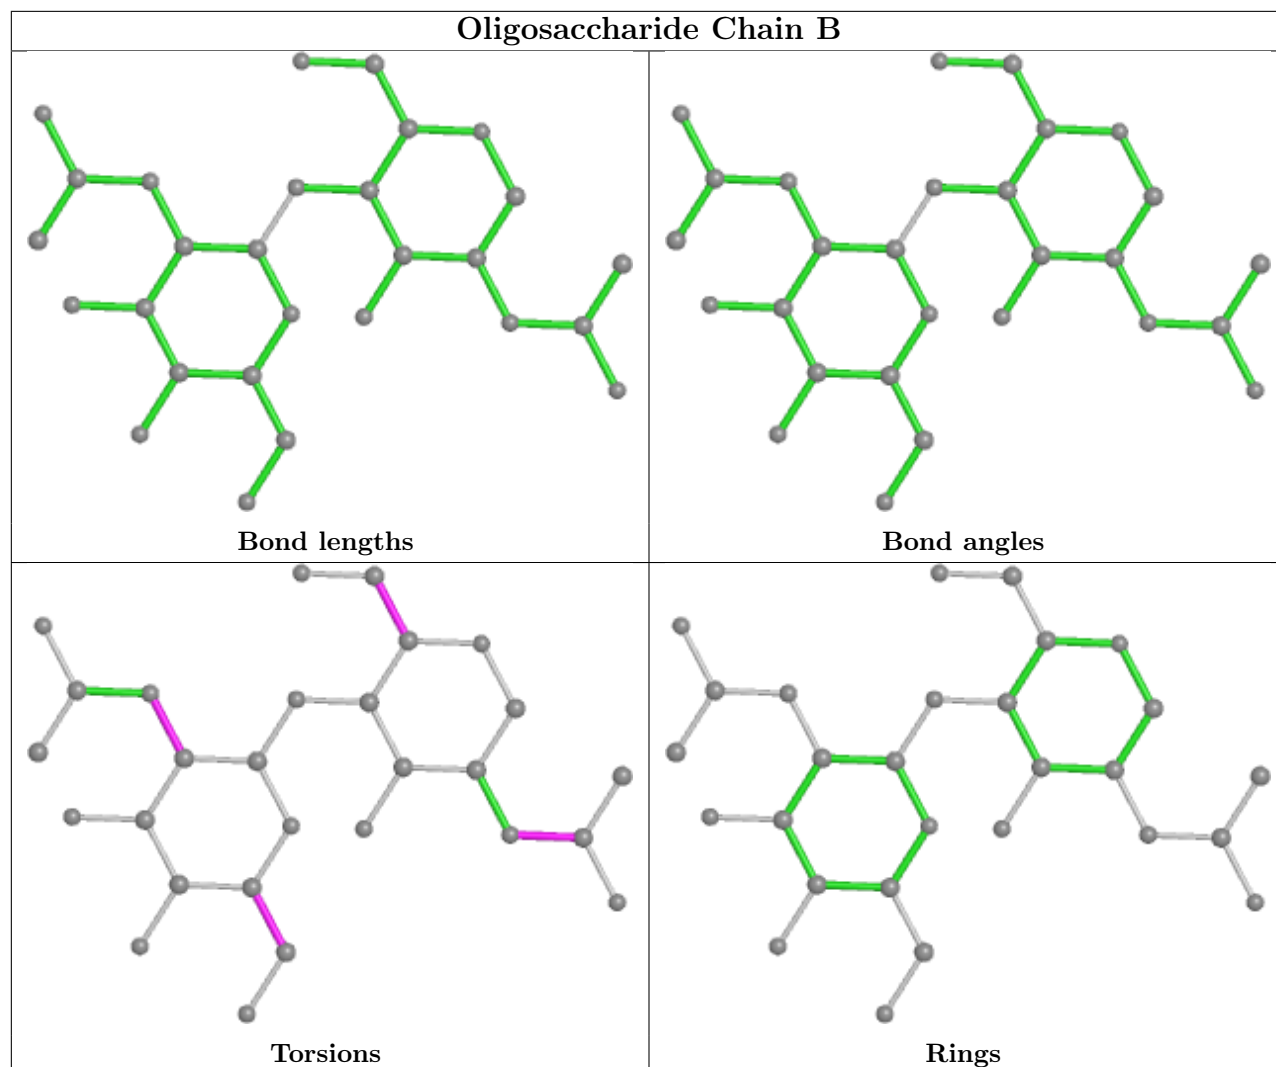 Oligosaccharide Chain B
Bond lengths
Bond angles
Torsions
Rings